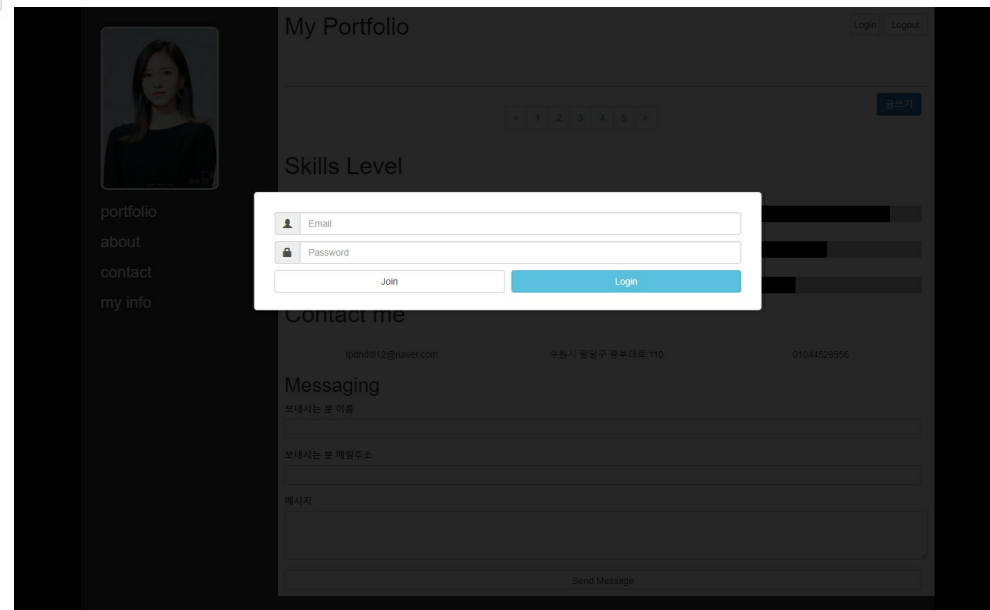 My Portfolio
Login Logout
글쓰기
< 1 2 3 4 5 >
Skills Level
portfolio
about
contact
my info
Email
Password
Join Login
Contact me
수원시 팔달구 중부대로 110
01044528956
Messaging
보내시는 분 이름
보내시는 분 메일주소
메시지
Send Message